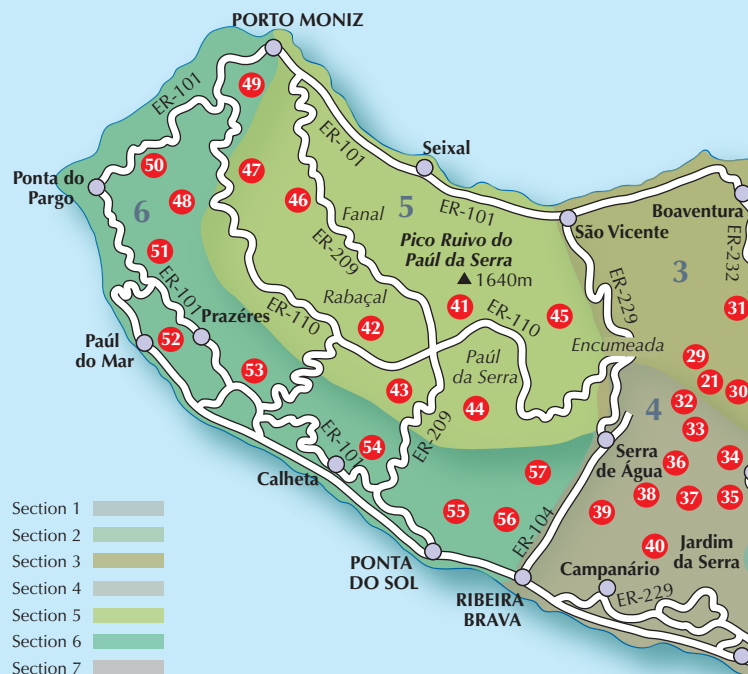 PORTO MONIZ
49
ER-101
ER-101
Seixal
50
47
Ponta do
Pargo
48
46
5
ER-101
Boaventura
6
Fanal
São Vicente
51
ER-209
Pico Ruivo do
Paúl da Serra
1640m
ER-229
3
ER-232
ER-101
Rabaçal
ER-110
41
ER-110
45
31
Prazéres
42
Encumeada
Paúl
do Mar
52
53
Paúl
da Serra
29
21
30
43
44
4
32
33
ER-209
ER-101
54
Serra
de Água
34
Calheta
57
36
38
37
35
55
56
39
Section 1
Section 2
Section 3
Section 4
Section 5
Section 6
Section 7
ER-104
40
Jardim
da Serra
PONTA
DO SOL
Campanário
RIBEIRA
BRAVA
ER-229